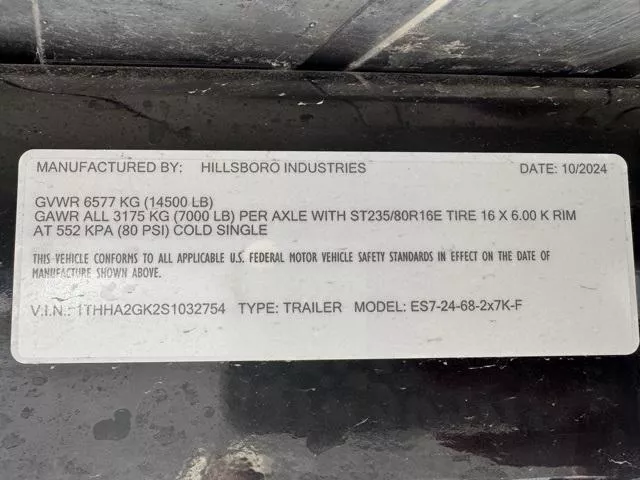 MANUFACTURED BY: HILLSBORO INDUSTRIES DATE: 10/2024
GVWR 6577 KG (14500 LB)
GAWR ALL 3175 KG (7000 LB) PER AXLE WITH ST235/80R16E TIRE 16 X 6.00 K RIM
AT 552 KPA (80 PSI) COLD SINGLE
THIS VEHICLE CONFORMS TO ALL APPLICABLE U.S. FEDERAL MOTOR VEHICLE SAFETY STANDARDS IN EFFECT ON THE DATE OF
MANUFACTURE SHOWN ABOVE.
V.I.N.: 1THHA2GK2S1032754 TYPE: TRAILER MODEL: ES7-24-68-2x7K-F